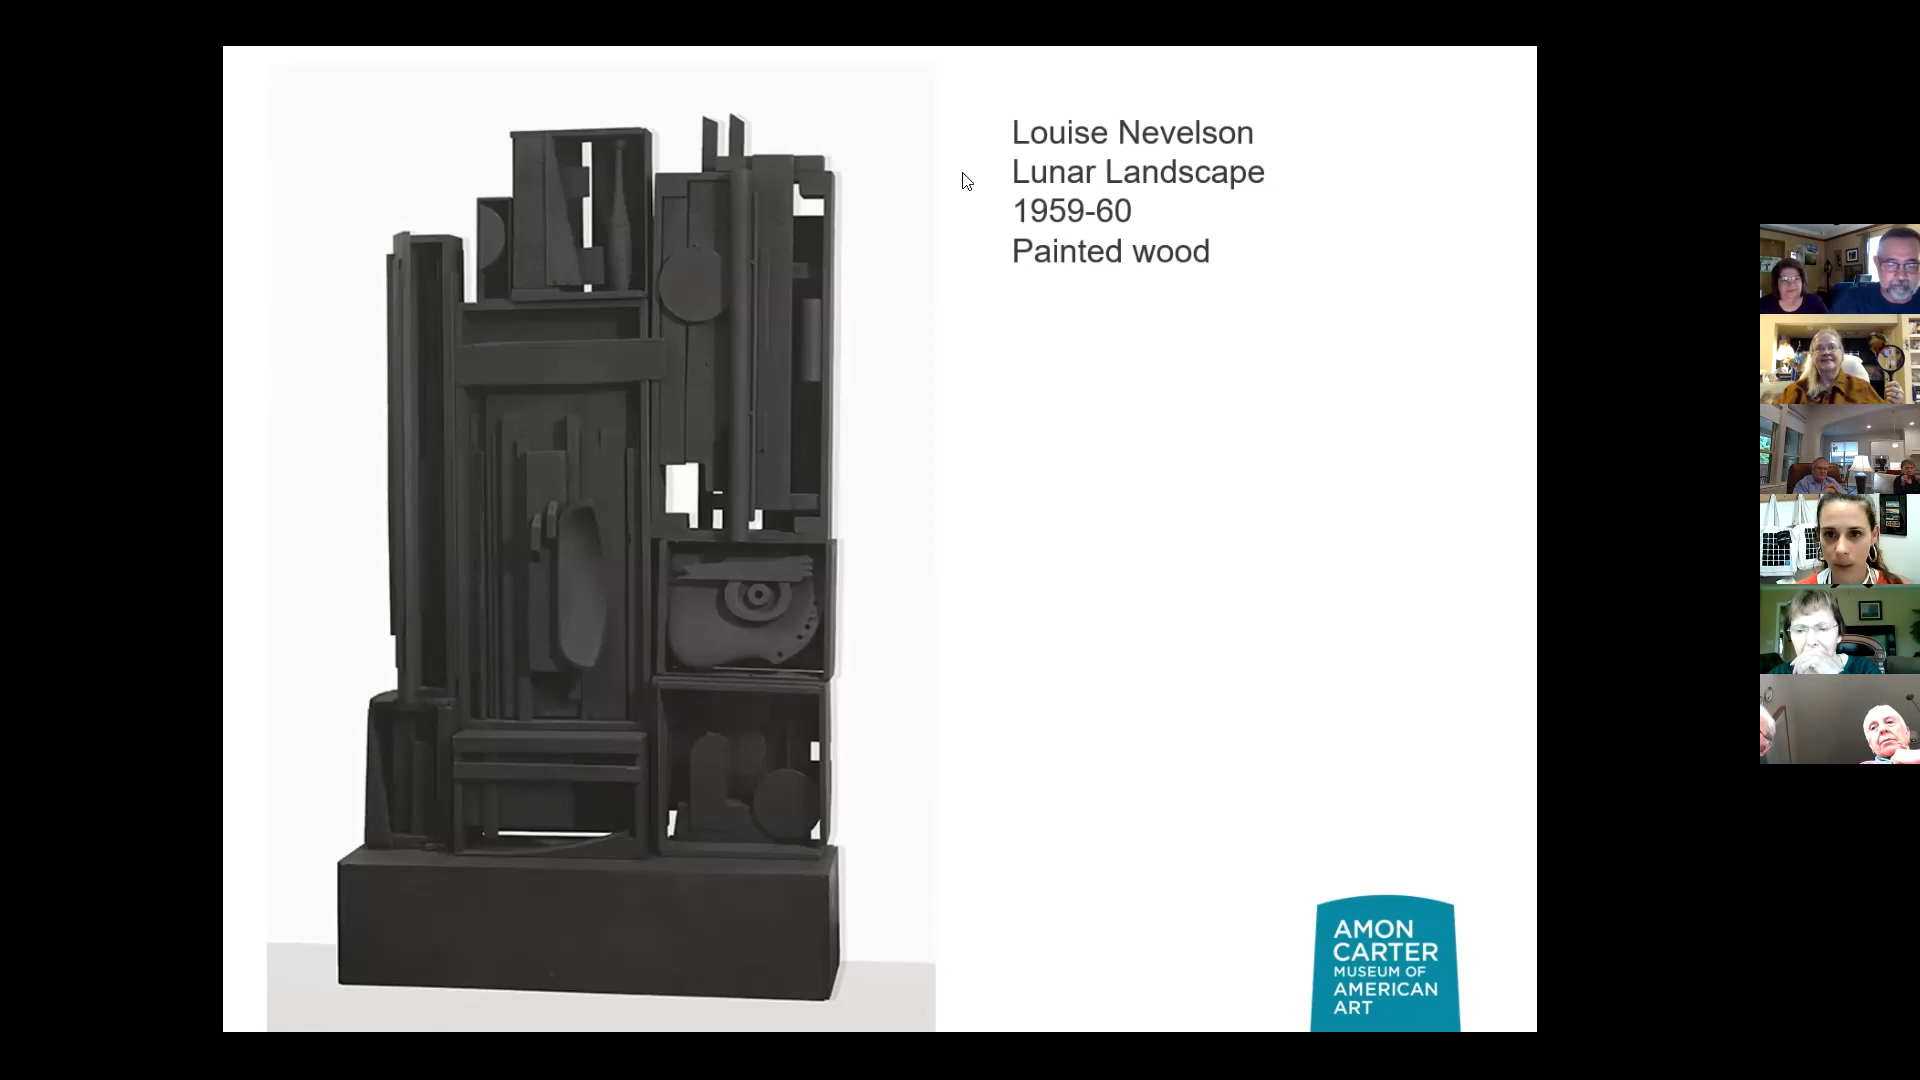 Louise Nevelson
Lunar Landscape
1959-60
Painted wood
AMON
CARTER
MUSEUM OF
AMERICAN
ART